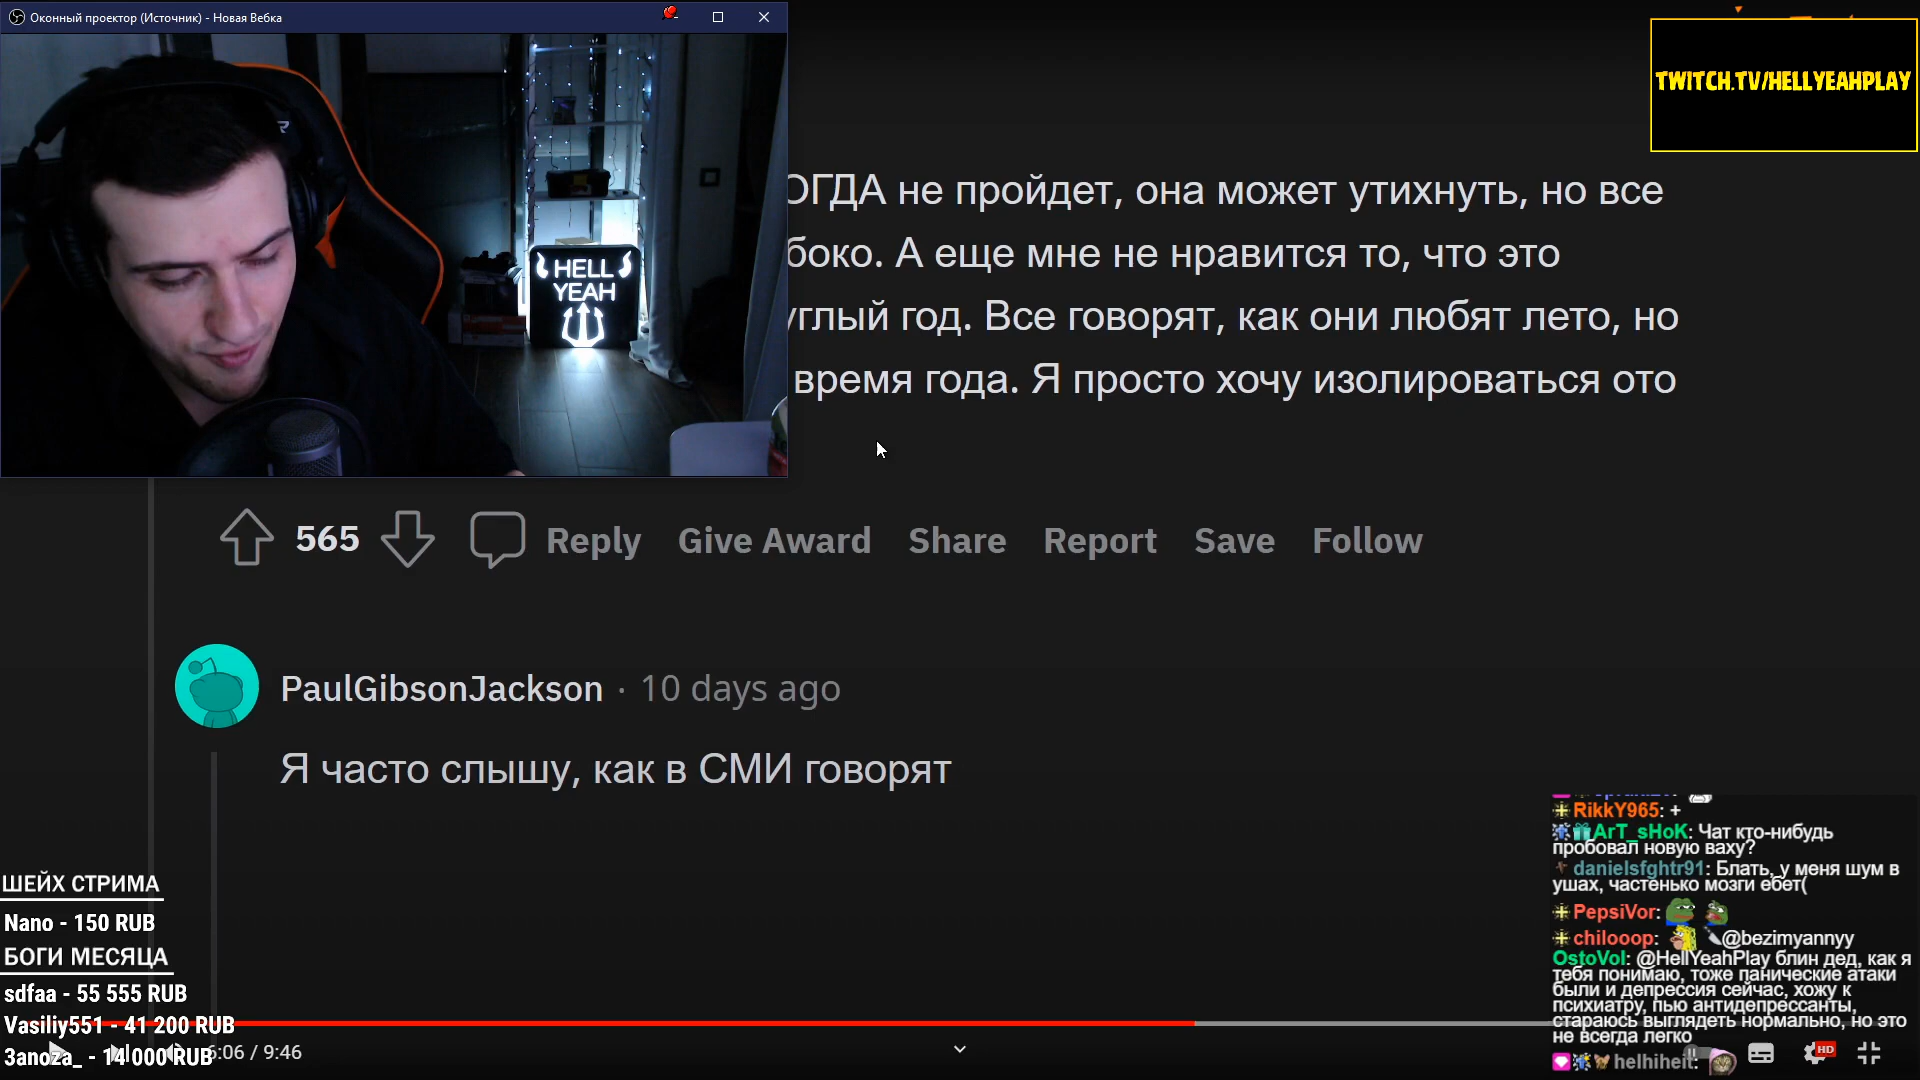 Оконный проектор (Источник) - Новая Вебка
TWITCH.TV/HELLYEAHPLAY
HELL
YEAH
ОГДА не пройдет, она может утихнуть, но все
боко. А еще мне не нравится то, что это
углый год. Все говорят, как они любят лето, но
время года. Я просто хочу изолироваться ото
565 Reply Give Award Share Report Save Follow
PaulGibsonJackson · 10 days ago
Я часто слышу, как в СМИ говорят
ШЕЙХ СТРИМА
Nano - 150 RUB
БОГИ МЕСЯЦА
sdfaa - 55 555 RUB
Vasiliy551 - 41 200 RUB
3anoza_ - 14 000 RUB
6:06 / 9:46
RikkY965: +
ArT_sHoK: Чат кто-нибудь
пробовал новую ваху?
danielsfghtr91: Блать, у меня шум в
ушах, частенько мозги ебет(
PepsiVor:
chilooop: @bezimyannyy
OstoVol: @HellYeahPlay блин дед, как я
тебя понимаю, тоже панические атаки
были и депрессия сейчас, хожу к
психиатру, пью антидепрессанты,
стараюсь выглядеть нормально, но это
не всегда легко
helhiheit:
HD